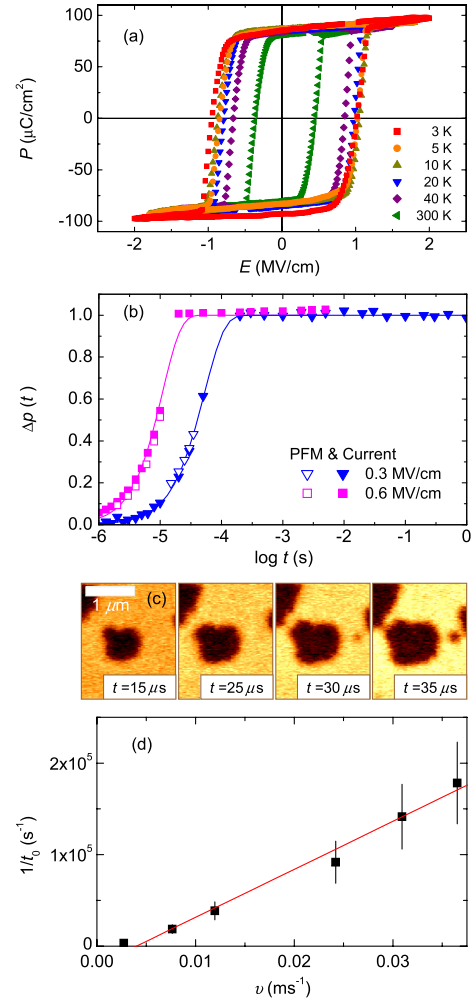 100
50
0
-50
-100
P (μC/cm²)
(a)
3 K
5 K
10 K
20 K
40 K
300 K
-2 -1 0 1 2
E (MV/cm)
(b)
1.0
0.8
0.6
0.4
0.2
0.0
Δp (t)
PFM & Current
0.3 MV/cm
0.6 MV/cm
-6 -5 -4 -3 -2 -1 0
log t (s)
1 μm
(c)
t =15 μs
t =25 μs
t =30 μs
t =35 μs
(d)
2x10⁵
1x10⁵
0
1/t₀ (s⁻¹)
0.00 0.01 0.02 0.03
υ (ms⁻¹)